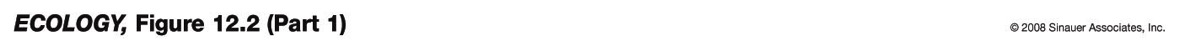 ECOLOGY, Figure 12.2 (Part 1)
© 2008 Sinauer Associates, Inc.